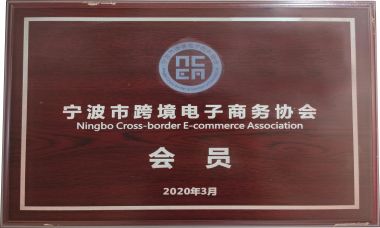 宁波市跨境电子商务协会
Ningbo Cross-border E-commerce Association
会员
2020年3月